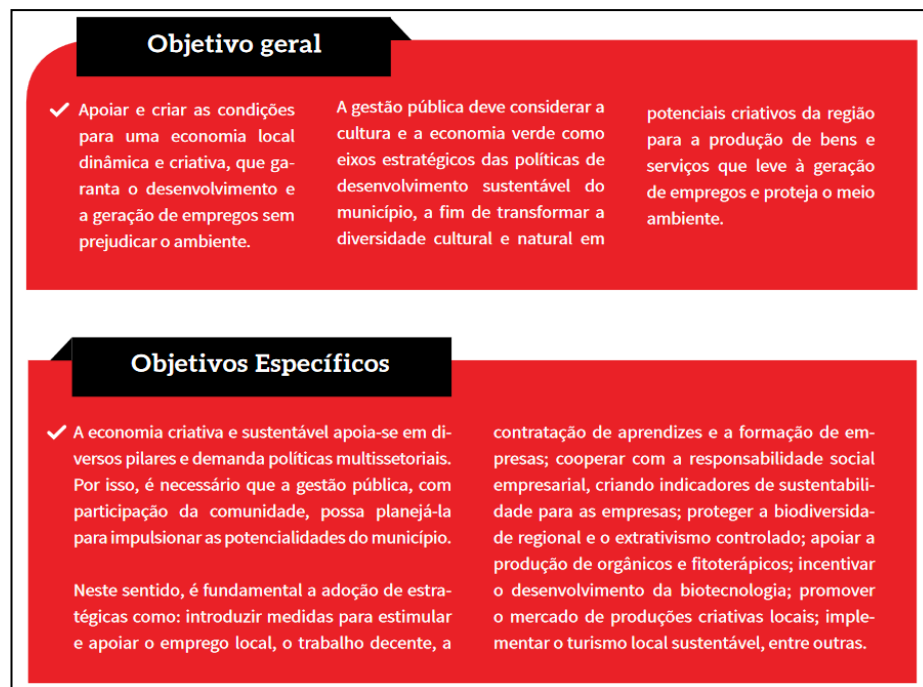 Objetivo geral
Apoiar e criar as condições
para uma economia local
dinâmica e criativa, que ga-
ranta o desenvolvimento e
a geração de empregos sem
prejudicar o ambiente.
A gestão pública deve considerar a
cultura e a economia verde como
eixos estratégicos das políticas de
desenvolvimento sustentável do
município, a fim de transformar a
diversidade cultural e natural em
potenciais criativos da região
para a produção de bens e
serviços que leve à geração
de empregos e proteja o meio
ambiente.
Objetivos Específicos
A economia criativa e sustentável apoia-se em di-
versos pilares e demanda políticas multissetoriais.
Por isso, é necessário que a gestão pública, com
participação da comunidade, possa planejá-la
para impulsionar as potencialidades do município.
Neste sentido, é fundamental a adoção de estra-
tégicas como: introduzir medidas para estimular
e apoiar o emprego local, o trabalho decente, a
contratação de aprendizes e a formação de em-
presas; cooperar com a responsabilidade social
empresarial, criando indicadores de sustentabili-
dade para as empresas; proteger a biodiversida-
de regional e o extrativismo controlado; apoiar a
produção de orgânicos e fitoterápicos; incentivar
o desenvolvimento da biotecnologia; promover
o mercado de produções criativas locais; imple-
mentar o turismo local sustentável, entre outras.